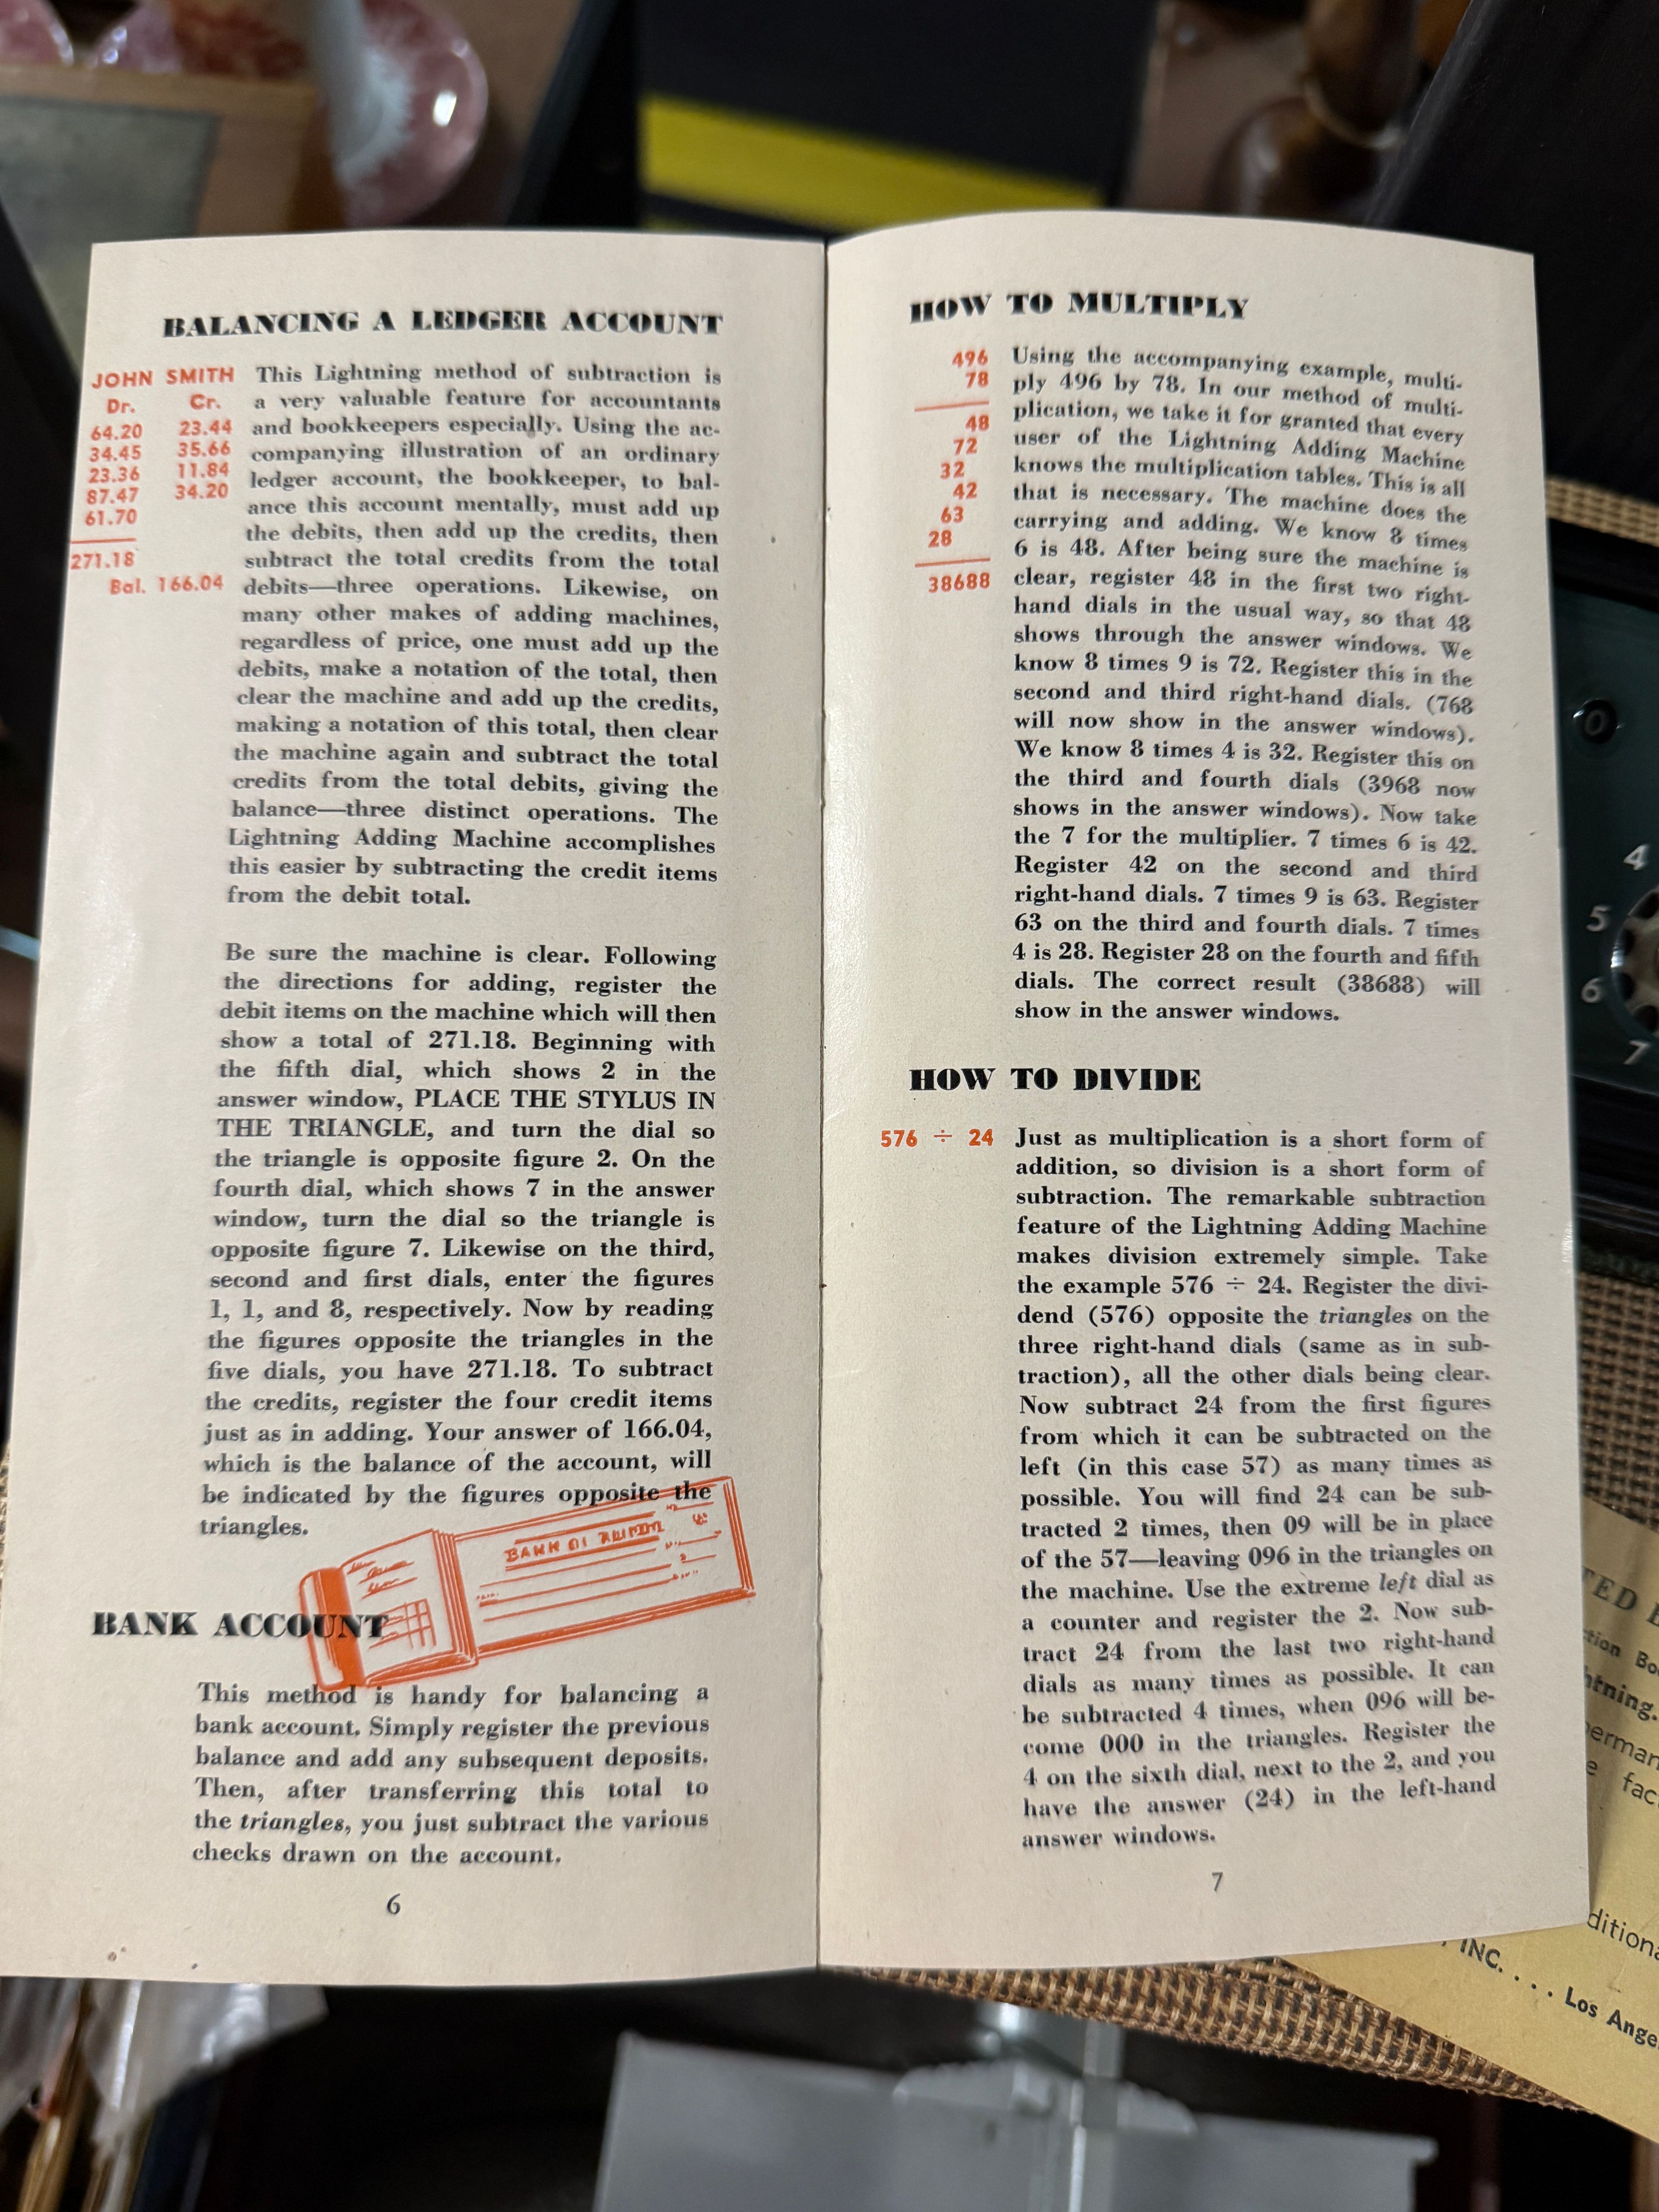 BALANCING A LEDGER ACCOUNT
JOHN SMITH
Dr. Cr.
64.20 23.44
34.45 35.66
23.36 11.84
87.47 34.20
61.70
271.18
Bal. 166.04
This Lightning method of subtraction is
a very valuable feature for accountants
and bookkeepers especially. Using the ac-
companying illustration of an ordinary
ledger account, the bookkeeper, to bal-
ance this account mentally, must add up
the debits, then add up the credits, then
subtract the total credits from the total
debits—three operations. Likewise, on
many other makes of adding machines,
regardless of price, one must add up the
debits, make a notation of the total, then
clear the machine and add up the credits,
making a notation of this total, then clear
the machine again and subtract the total
credits from the total debits, giving the
balance—three distinct operations. The
Lightning Adding Machine accomplishes
this easier by subtracting the credit items
from the debit total.
Be sure the machine is clear. Following
the directions for adding, register the
debit items on the machine which will then
show a total of 271.18. Beginning with
the fifth dial, which shows 2 in the
answer window, PLACE THE STYLUS IN
THE TRIANGLE, and turn the dial so
the triangle is opposite figure 2. On the
fourth dial, which shows 7 in the answer
window, turn the dial so the triangle is
opposite figure 7. Likewise on the third,
second and first dials, enter the figures
1, 1, and 8, respectively. Now by reading
the figures opposite the triangles in the
five dials, you have 271.18. To subtract
the credits, register the four credit items
just as in adding. Your answer of 166.04,
which is the balance of the account, will
be indicated by the figures opposite the
triangles.
BANK ACCOUNT
This method is handy for balancing a
bank account. Simply register the previous
balance and add any subsequent deposits.
Then, after transferring this total to
the triangles, you just subtract the various
checks drawn on the account.
6
HOW TO MULTIPLY
496
78
48
72
32
42
63
28
38688
Using the accompanying example, multi-
ply 496 by 78. In our method of multi-
plication, we take it for granted that every
user of the Lightning Adding Machine
knows the multiplication tables. This is all
that is necessary. The machine does the
carrying and adding. We know 8 times
6 is 48. After being sure the machine is
clear, register 48 in the first two right-
hand dials in the usual way, so that 48
shows through the answer windows. We
know 8 times 9 is 72. Register this in the
second and third right-hand dials. (768
will now show in the answer windows).
We know 8 times 4 is 32. Register this on
the third and fourth dials (3968 now
shows in the answer windows). Now take
the 7 for the multiplier. 7 times 6 is 42.
Register 42 on the second and third
right-hand dials. 7 times 9 is 63. Register
63 on the third and fourth dials. 7 times
4 is 28. Register 28 on the fourth and fifth
dials. The correct result (38688) will
show in the answer windows.
HOW TO DIVIDE
576 ÷ 24
Just as multiplication is a short form of
addition, so division is a short form of
subtraction. The remarkable subtraction
feature of the Lightning Adding Machine
makes division extremely simple. Take
the example 576 ÷ 24. Register the divi-
dend (576) opposite the triangles on the
three right-hand dials (same as in sub-
traction), all the other dials being clear.
Now subtract 24 from the first figures
from which it can be subtracted on the
left (in this case 57) as many times as
possible. You will find 24 can be sub-
tracted 2 times, then 09 will be in place
of the 57—leaving 096 in the triangles on
the machine. Use the extreme left dial as
a counter and register the 2. Now sub-
tract 24 from the last two right-hand
dials as many times as possible. It can
be subtracted 4 times, when 096 will be-
come 000 in the triangles. Register the
4 on the sixth dial, next to the 2, and you
have the answer (24) in the left-hand
answer windows.
7
0
4
5
6
7
INC. . . . Los Ange